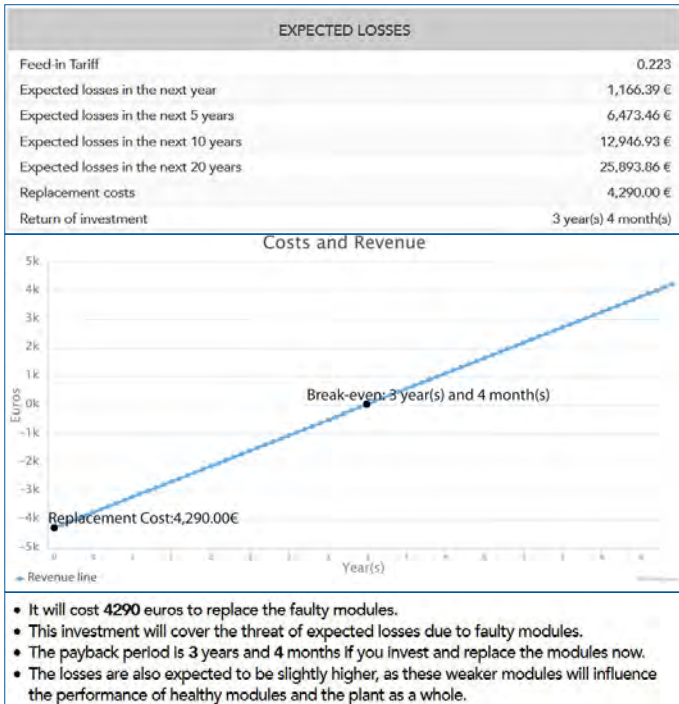 EXPECTED LOSSES
Feed-in Tariff 0.223
Expected losses in the next year 1,166.39 €
Expected losses in the next 5 years 6,473.46 €
Expected losses in the next 10 years 12,946.93 €
Expected losses in the next 20 years 25,893.86 €
Replacement costs 4,290.00 €
Return of investment 3 year(s) 4 month(s)
Costs and Revenue
5k
4k
3k
2k
1k
0k
-1k
-2k
-3k
-4k
-5k
Euros
Break-even: 3 year(s) and 4 month(s)
Replacement Cost:4,290.00€
Year(s)
Revenue line
• It will cost 4290 euros to replace the faulty modules.
• This investment will cover the threat of expected losses due to faulty modules.
• The payback period is 3 years and 4 months if you invest and replace the modules now.
• The losses are also expected to be slightly higher, as these weaker modules will influence
the performance of healthy modules and the plant as a whole.